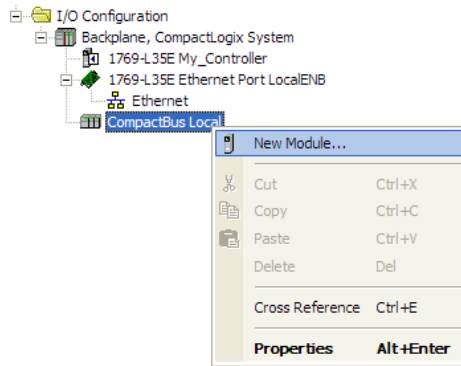 I/O Configuration
Backplane, CompactLogix System
1769-L35E My_Controller
1769-L35E Ethernet Port LocalENB
Ethernet
CompactBus Local
New Module...
Cut Ctrl+X
Copy Ctrl+C
Paste Ctrl+V
Delete Del
Cross Reference Ctrl+E
Properties Alt+Enter